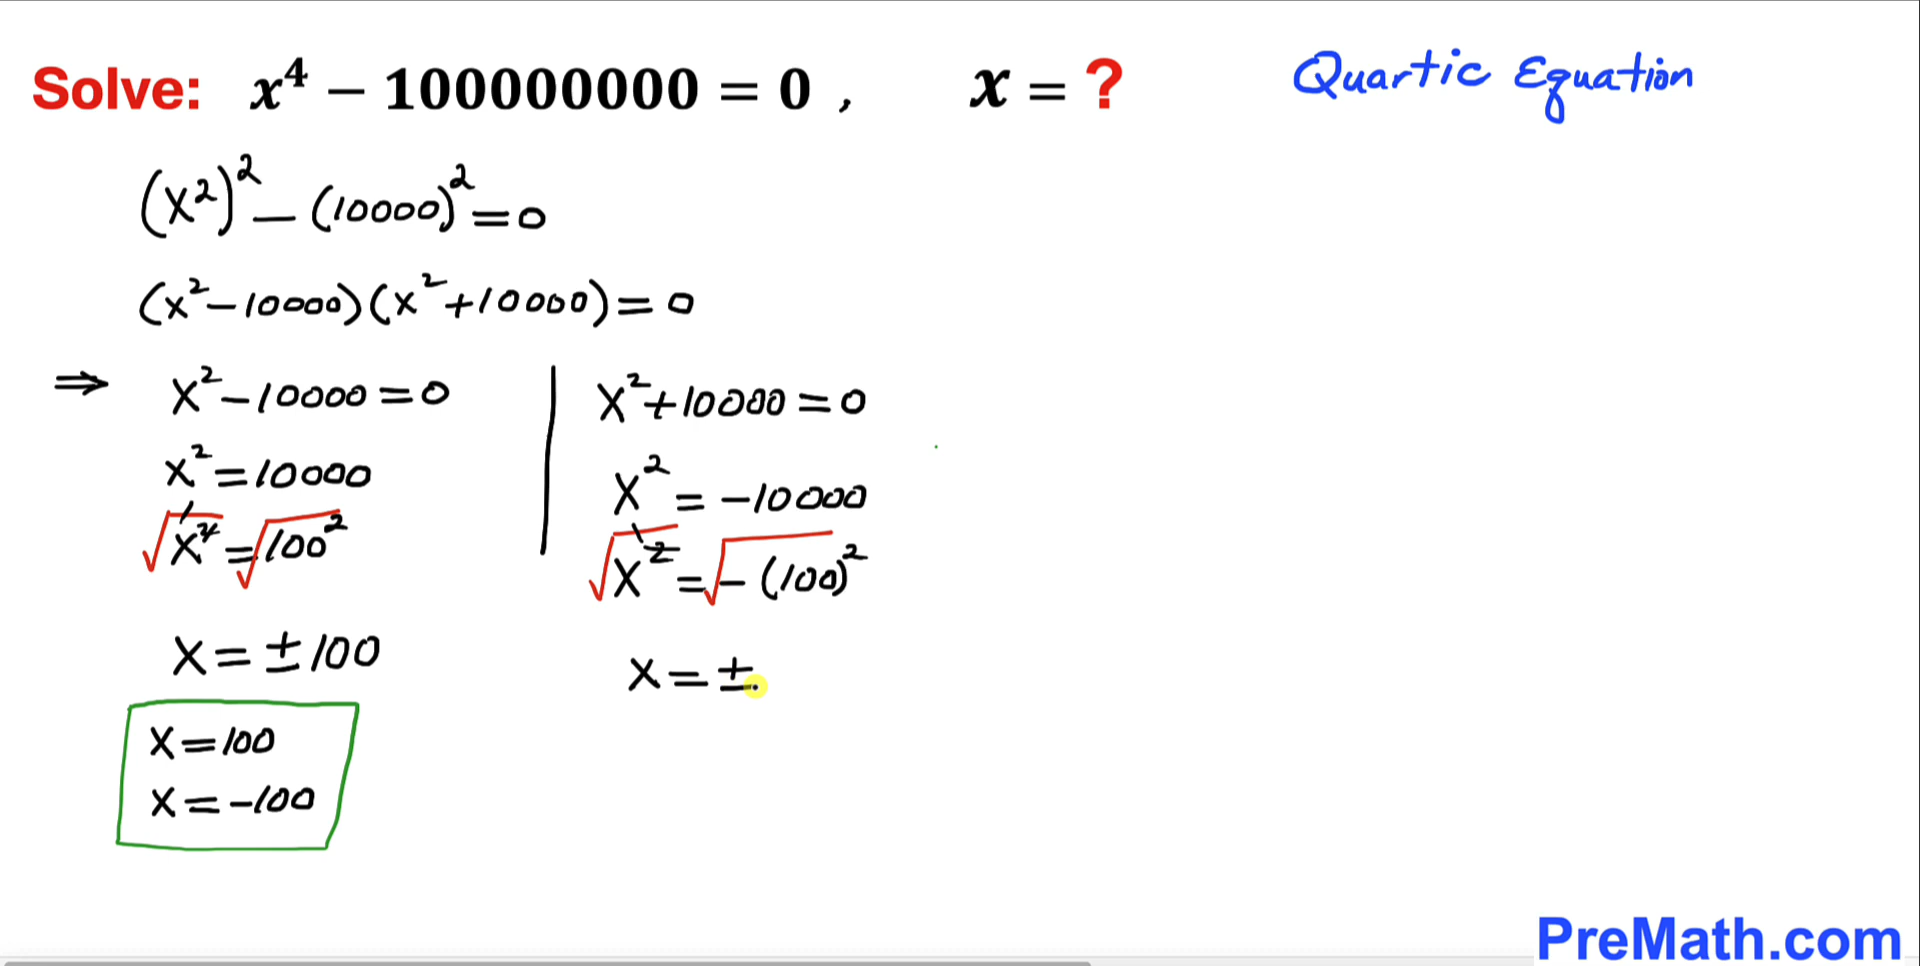 Solve: x⁴ − 100000000 = 0 , x = ? Quartic Equation
(x²)² − (10000)² = 0
(x² − 10000)(x² + 10000) = 0
⇒ x² − 10000 = 0
x² = 10000
√x² = √100²
x = ±100
x = 100
x = −100
x² + 10000 = 0
x² = −10000
√x² = √−(100)²
x = ±
PreMath.com